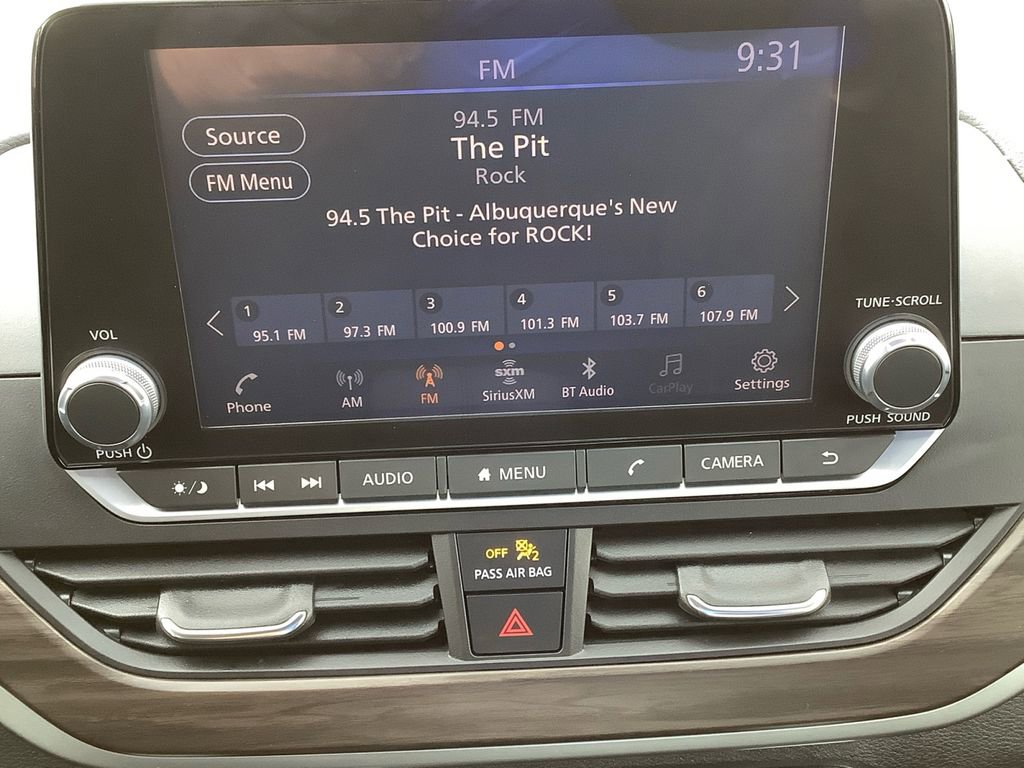 FM
9:31
Source
FM Menu
94.5 FM
The Pit
Rock
94.5 The Pit - Albuquerque's New
Choice for ROCK!
1
95.1 FM
2
97.3 FM
3
100.9 FM
4
101.3 FM
5
103.7 FM
6
107.9 FM
Phone
AM
FM
sxm
SiriusXM
BT Audio
CarPlay
Settings
VOL
PUSH
TUNE·SCROLL
PUSH SOUND
AUDIO
MENU
CAMERA
OFF 2
PASS AIR BAG